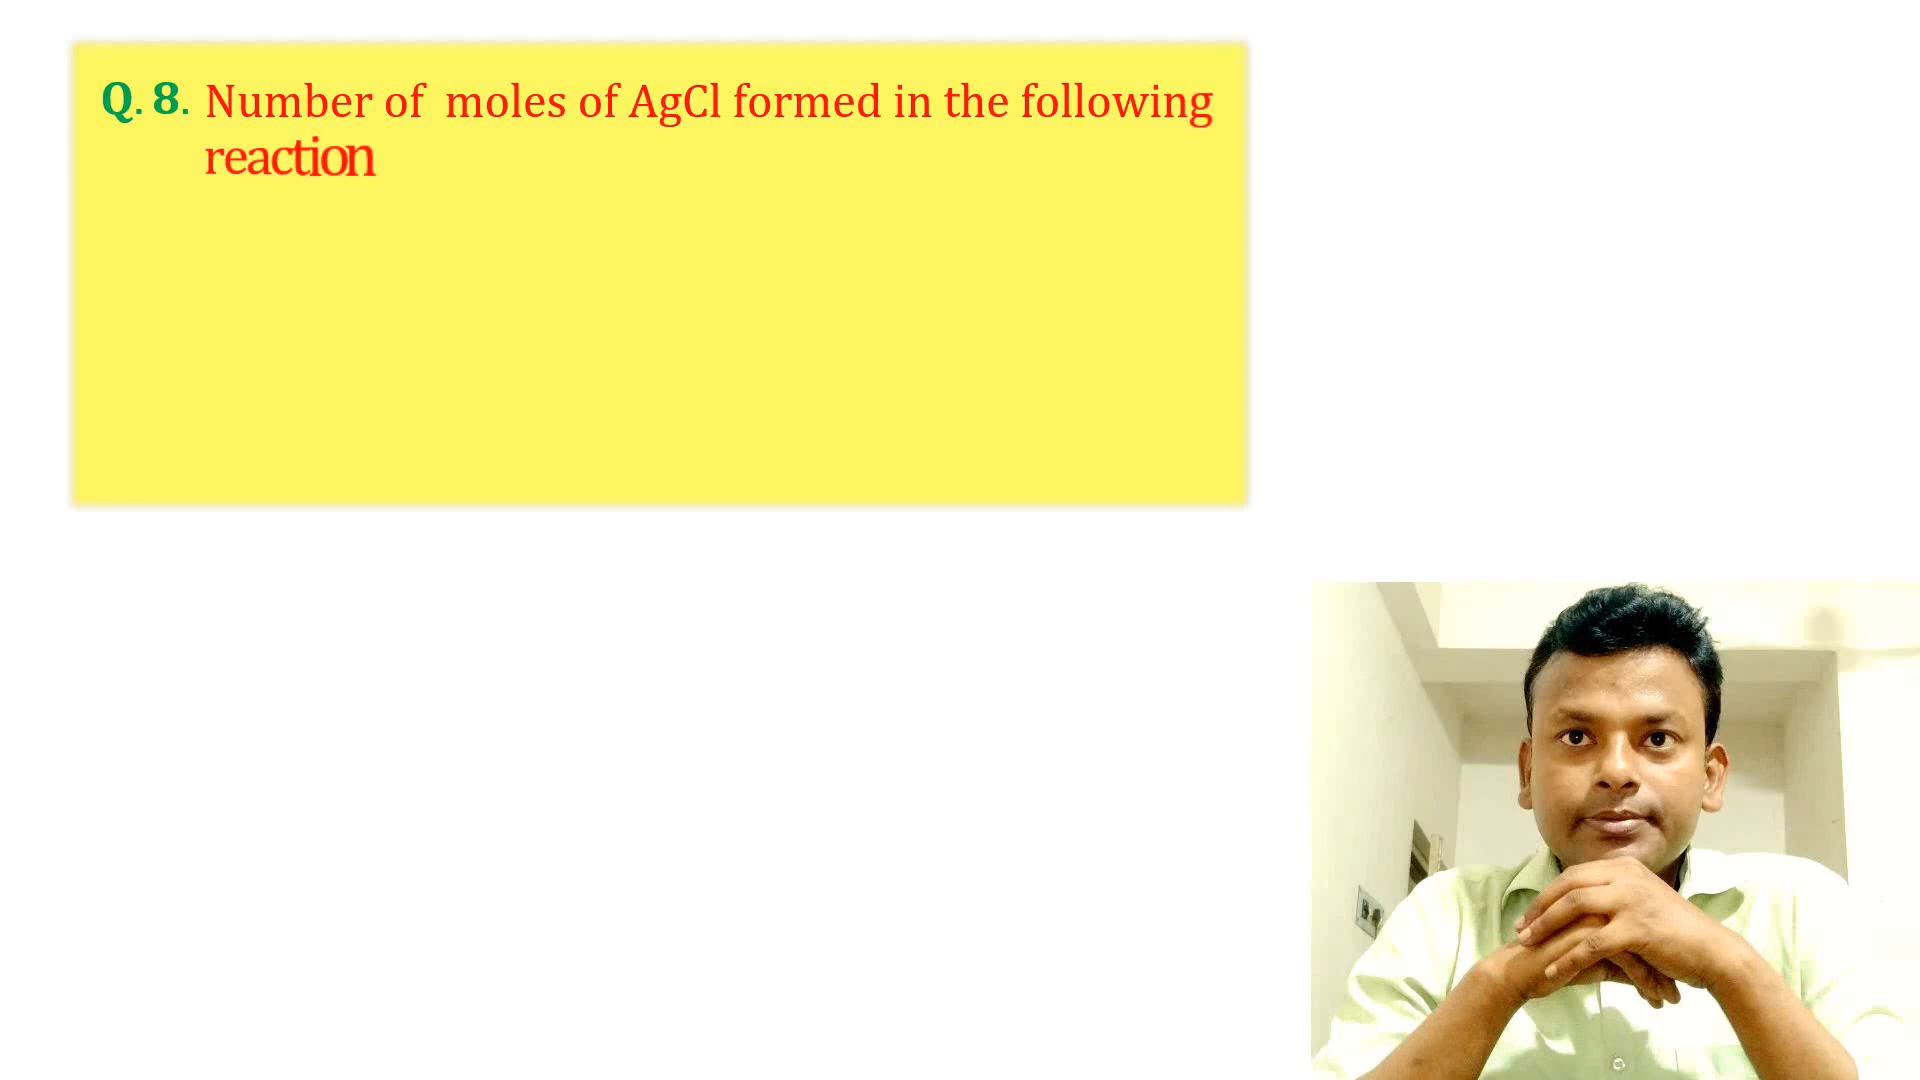 Q. 8. Number of moles of AgCl formed in the following
reaction